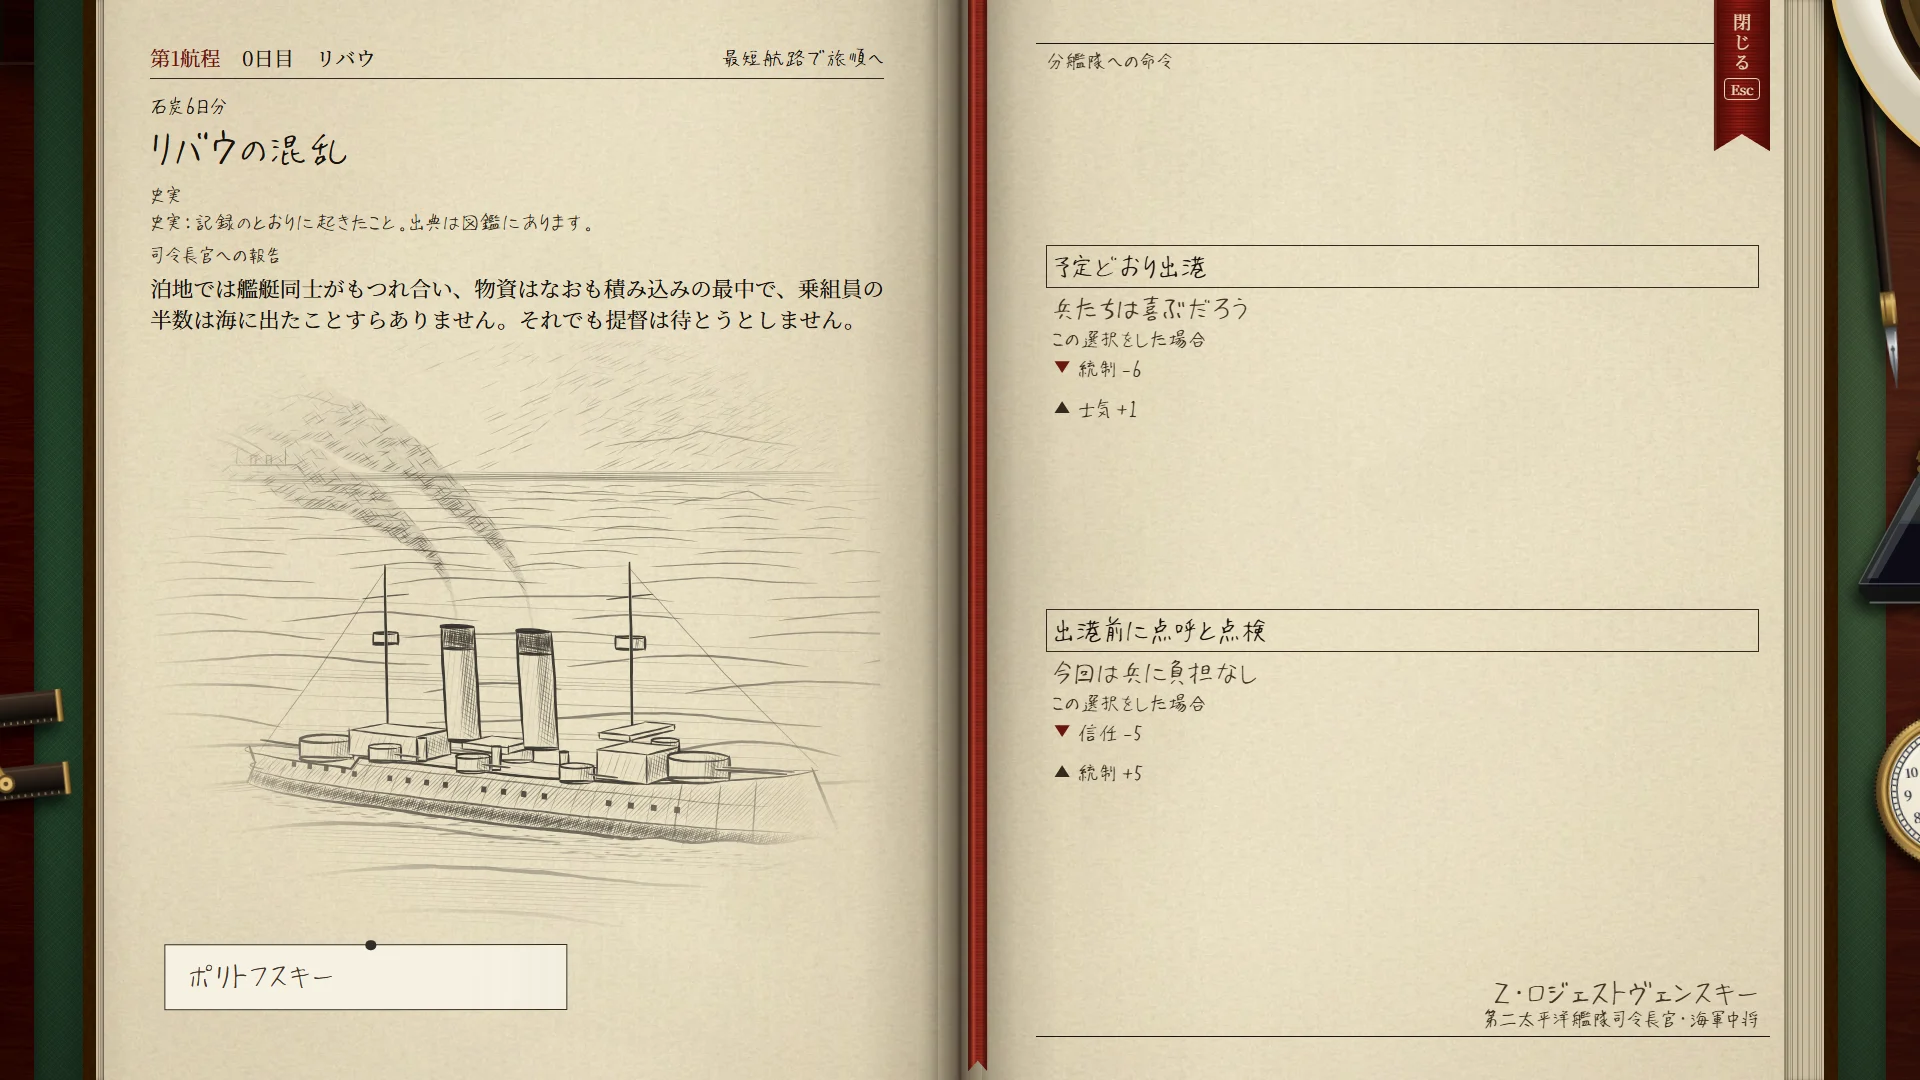 第1航程 0日目 リバウ
最短航路で旅順へ
石炭6日分
リバウの混乱
史実
史実：記録のとおりに起きたこと。出典は図鑑にあります。
司令長官への報告
泊地では艦艇同士がもつれ合い、物資はなおも積み込みの最中で、乗組員の
半数は海に出たことすらありません。それでも提督は待とうとしません。
ポリトフスキー
分艦隊への命令
閉じる
Esc
予定どおり出港
兵たちは喜ぶだろう
この選択をした場合
▼ 統制 -6
▲ 士気 +1
出港前に点呼と点検
今回は兵に負担なし
この選択をした場合
▼ 信任 -5
▲ 統制 +5
Z・ロジェストヴェンスキー
第二太平洋艦隊司令長官・海軍中将
10
9
8